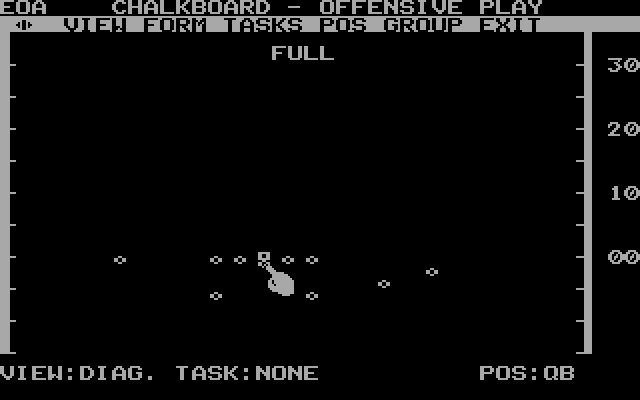 EOA CHALKBOARD - OFFENSIVE PLAY
VIEW FORM TASKS POS GROUP EXIT
FULL
30
20
10
00
VIEW:DIAG. TASK:NONE POS:QB